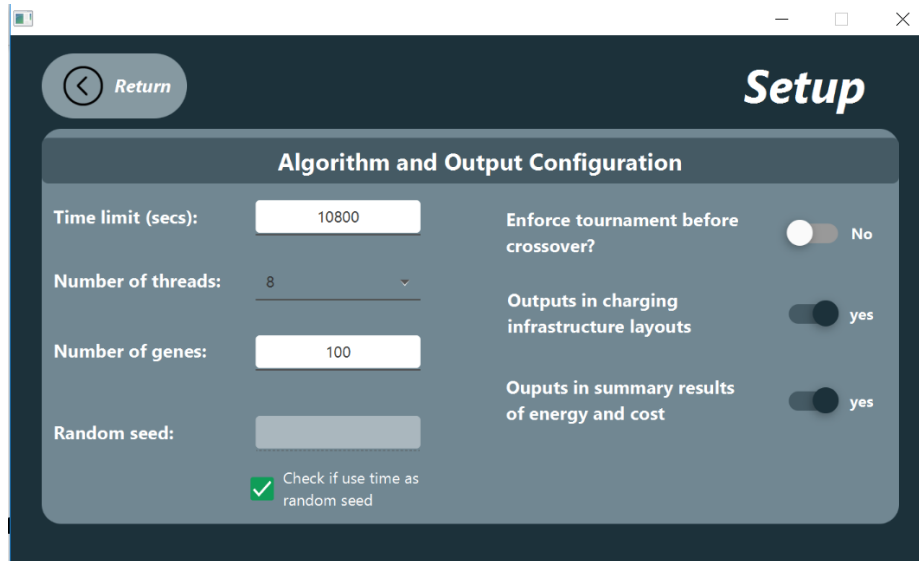 Return
Setup
Algorithm and Output Configuration
Time limit (secs):
10800
Number of threads:
8
Number of genes:
100
Random seed:
Check if use time as
random seed
Enforce tournament before
crossover?
No
Outputs in charging
infrastructure layouts
yes
Ouputs in summary results
of energy and cost
yes